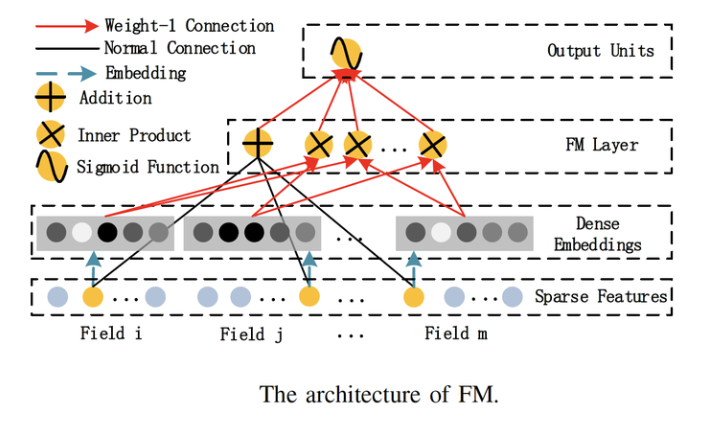 Weight-1 Connection
Normal Connection
Embedding
Addition
Inner Product
Sigmoid Function
Output Units
...
FM Layer
...
Dense
Embeddings
...
...
...
...
Sparse Features
Field i
Field j
...
Field m
The architecture of FM.